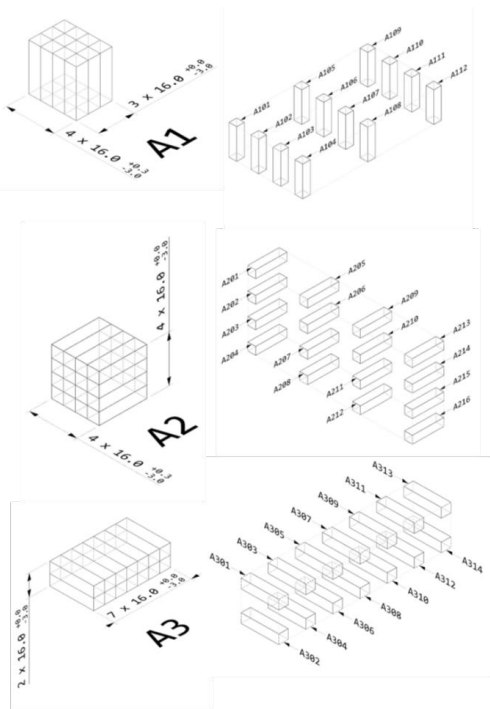 3 x 16.0 +0.0 -3.0
4 x 16.0 +0.3 -3.0
A1
A101
A102
A103
A104
A105
A106
A107
A108
A109
A110
A111
A112
4 x 16.0 +0.0 -3.0
4 x 16.0 +0.3 -3.0
A2
A201
A202
A203
A204
A205
A206
A207
A208
A209
A210
A211
A212
A213
A214
A215
A216
2 x 16.0 +0.0 -3.0
7 x 16.0 +0.0 -3.0
A3
A301
A302
A303
A304
A305
A306
A307
A308
A309
A310
A311
A312
A313
A314